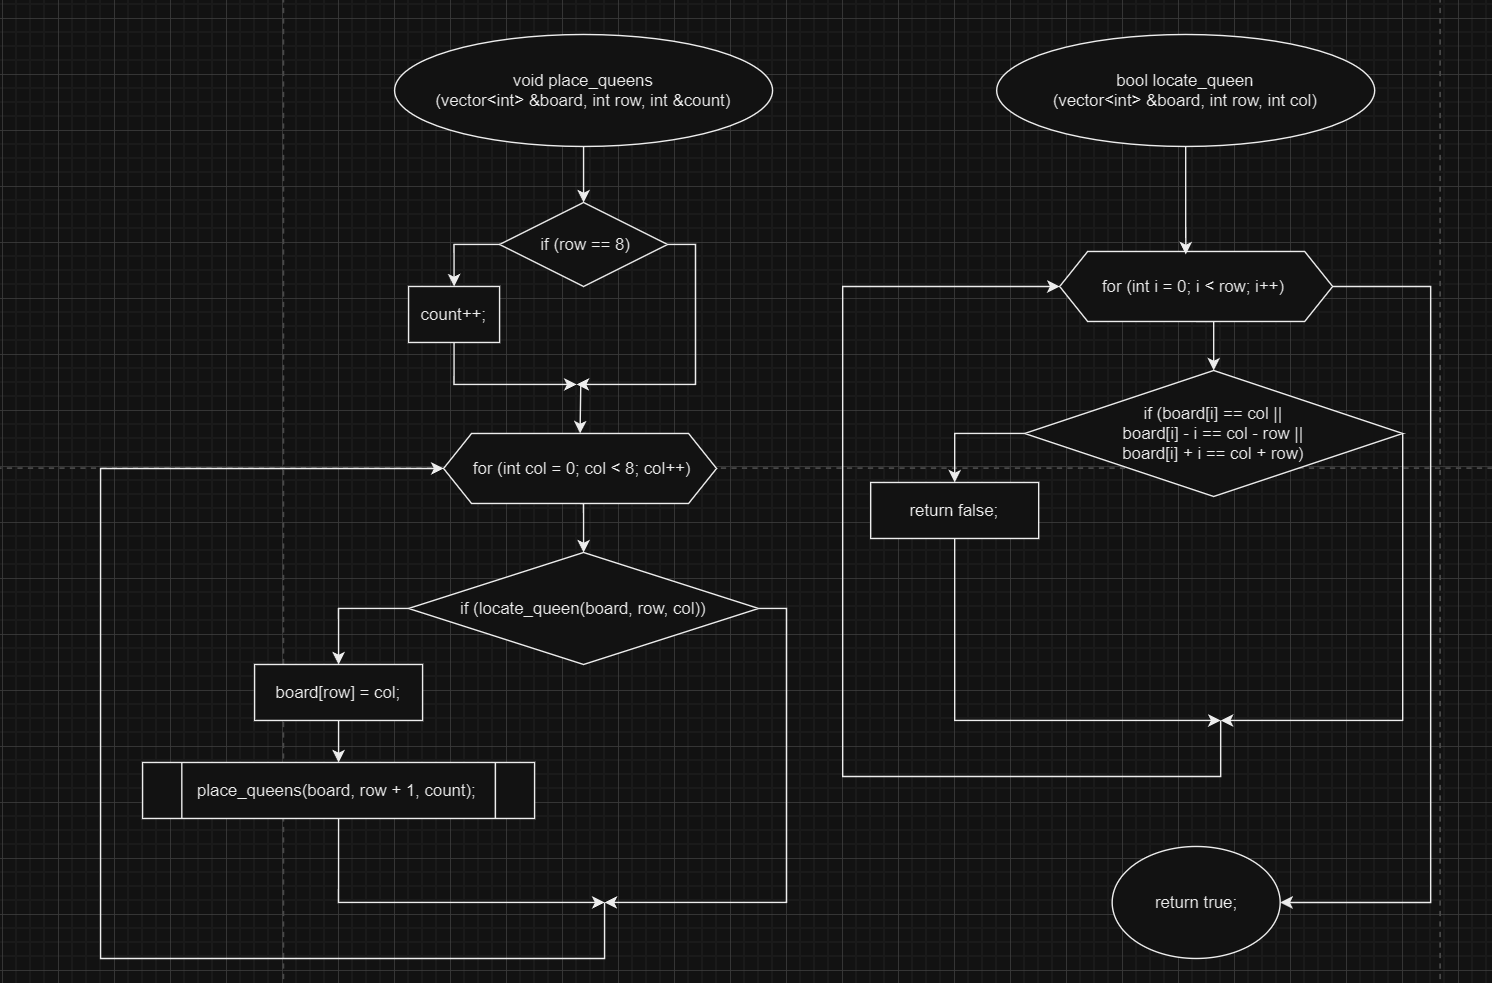 void place_queens
(vector<int> &board, int row, int &count)
if (row == 8)
count++;
for (int col = 0; col < 8; col++)
if (locate_queen(board, row, col))
board[row] = col;
place_queens(board, row + 1, count);
bool locate_queen
(vector<int> &board, int row, int col)
for (int i = 0; i < row; i++)
if (board[i] == col ||
board[i] - i == col - row ||
board[i] + i == col + row)
return false;
return true;